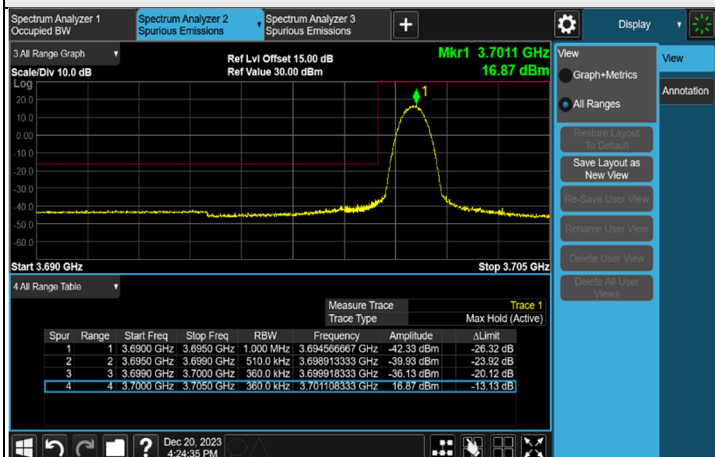 Spectrum Analyzer 1
Occupied BW
Spectrum Analyzer 2
Spurious Emissions
Spectrum Analyzer 3
Spurious Emissions
Display
3 All Range Graph
Scale/Div 10.0 dB
Ref Lvl Offset 15.00 dB
Ref Value 30.00 dBm
Mkr1 3.7011 GHz
16.87 dBm
Log
20.0
10.0
0.00
-10.0
-20.0
-30.0
-40.0
-50.0
-60.0
1
Start 3.690 GHz
Stop 3.705 GHz
View
Graph+Metrics
All Ranges
Restore Layout
To Default
Save Layout as
New View
Re-Save User View
Rename User View
Delete User View
Delete All User
Views
View
Annotation
4 All Range Table
Measure Trace Trace 1
Trace Type Max Hold (Active)
Spur Range Start Freq Stop Freq RBW Frequency Amplitude ΔLimit
1 1 3.6900 GHz 3.6950 GHz 1.000 MHz 3.694566667 GHz -42.33 dBm -26.32 dB
2 2 3.6950 GHz 3.6990 GHz 510.0 kHz 3.698913333 GHz -39.93 dBm -23.92 dB
3 3 3.6990 GHz 3.7000 GHz 360.0 kHz 3.699918333 GHz -36.13 dBm -20.12 dB
4 4 3.7000 GHz 3.7050 GHz 360.0 kHz 3.701108333 GHz 16.87 dBm -13.13 dB
Dec 20, 2023
4:24:35 PM